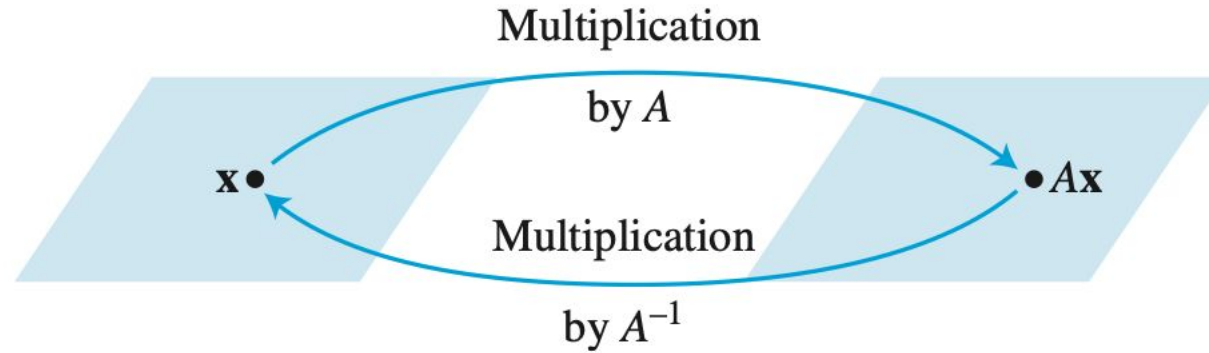 Multiplication
by A
x
Ax
Multiplication
by A⁻¹